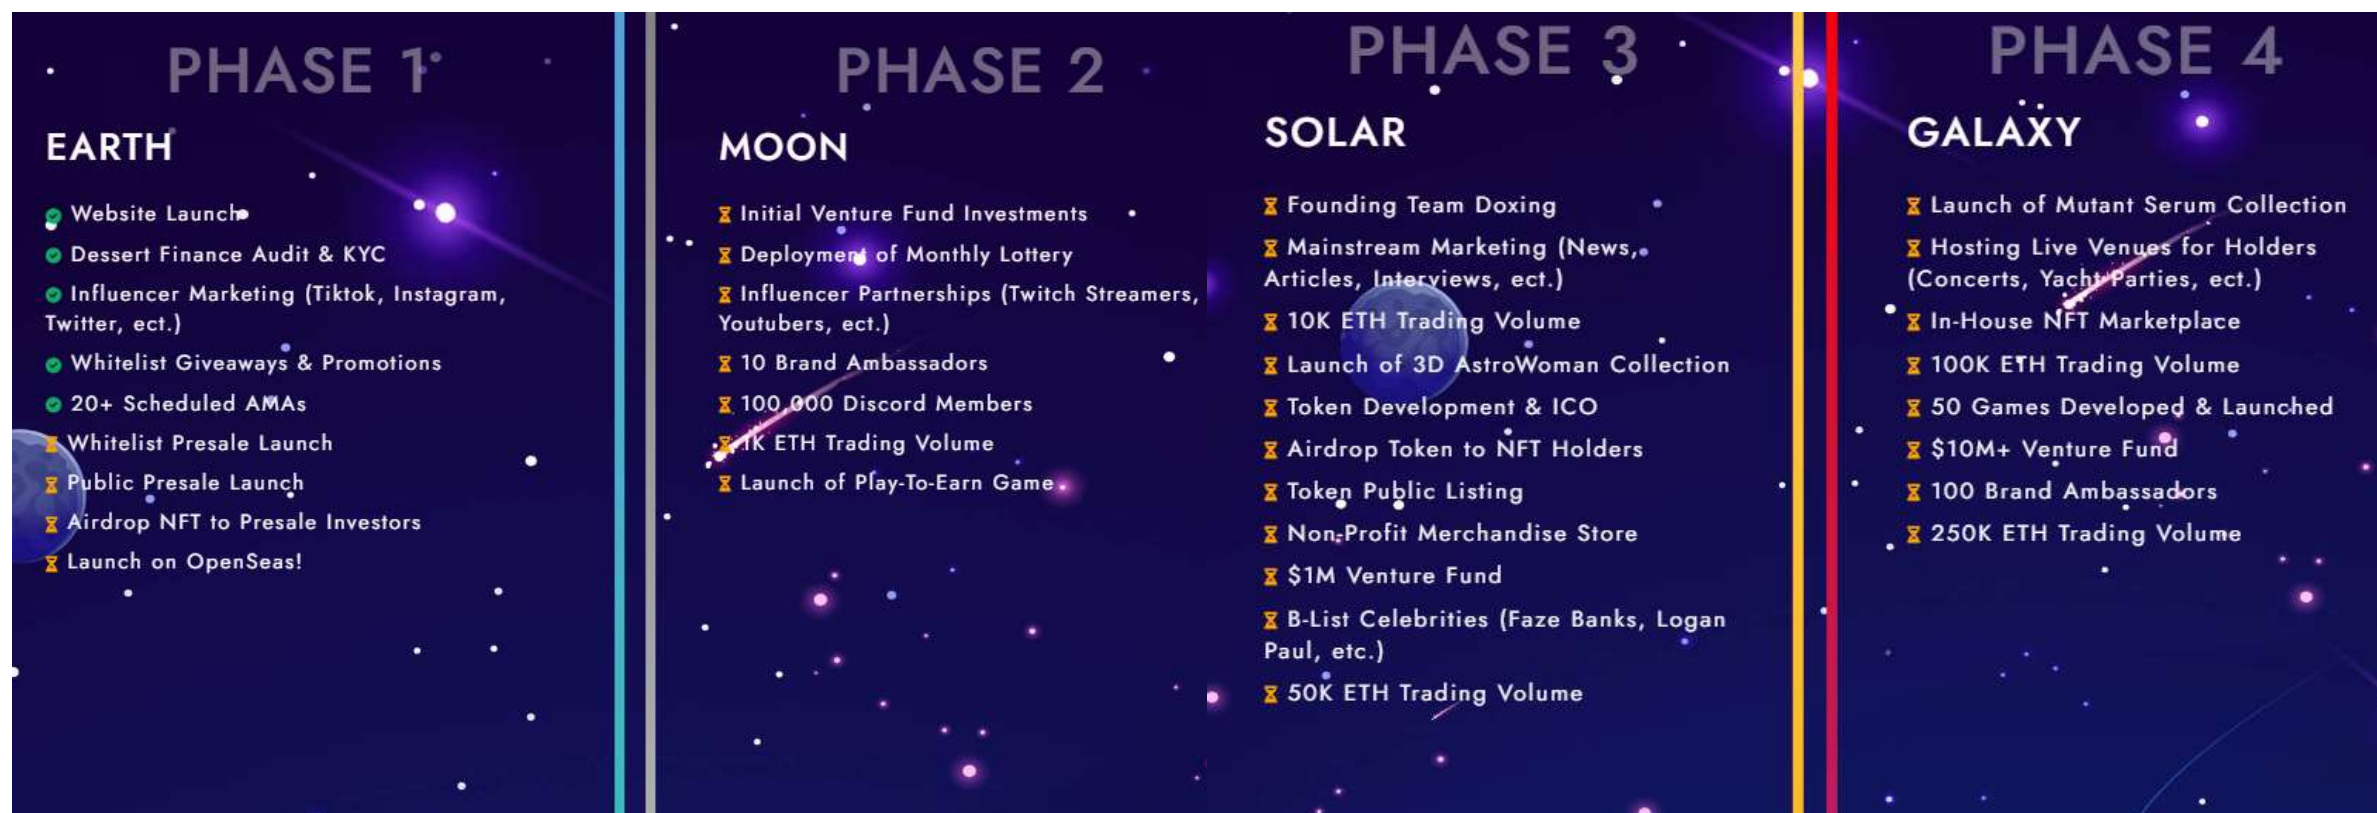 PHASE 1
EARTH
Website Launch
Dessert Finance Audit & KYC
Influencer Marketing (Tiktok, Instagram,
Twitter, ect.)
Whitelist Giveaways & Promotions
20+ Scheduled AMAs
Whitelist Presale Launch
Public Presale Launch
Airdrop NFT to Presale Investors
Launch on OpenSeas!
PHASE 2
MOON
Initial Venture Fund Investments
Deployment of Monthly Lottery
Influencer Partnerships (Twitch Streamers,
Youtubers, ect.)
10 Brand Ambassadors
100,000 Discord Members
1K ETH Trading Volume
Launch of Play-To-Earn Game
PHASE 3
SOLAR
Founding Team Doxing
Mainstream Marketing (News,
Articles, Interviews, ect.)
10K ETH Trading Volume
Launch of 3D AstroWoman Collection
Token Development & ICO
Airdrop Token to NFT Holders
Token Public Listing
Non-Profit Merchandise Store
$1M Venture Fund
B-List Celebrities (Faze Banks, Logan
Paul, etc.)
50K ETH Trading Volume
PHASE 4
GALAXY
Launch of Mutant Serum Collection
Hosting Live Venues for Holders
(Concerts, Yacht Parties, ect.)
In-House NFT Marketplace
100K ETH Trading Volume
50 Games Developed & Launched
$10M+ Venture Fund
100 Brand Ambassadors
250K ETH Trading Volume